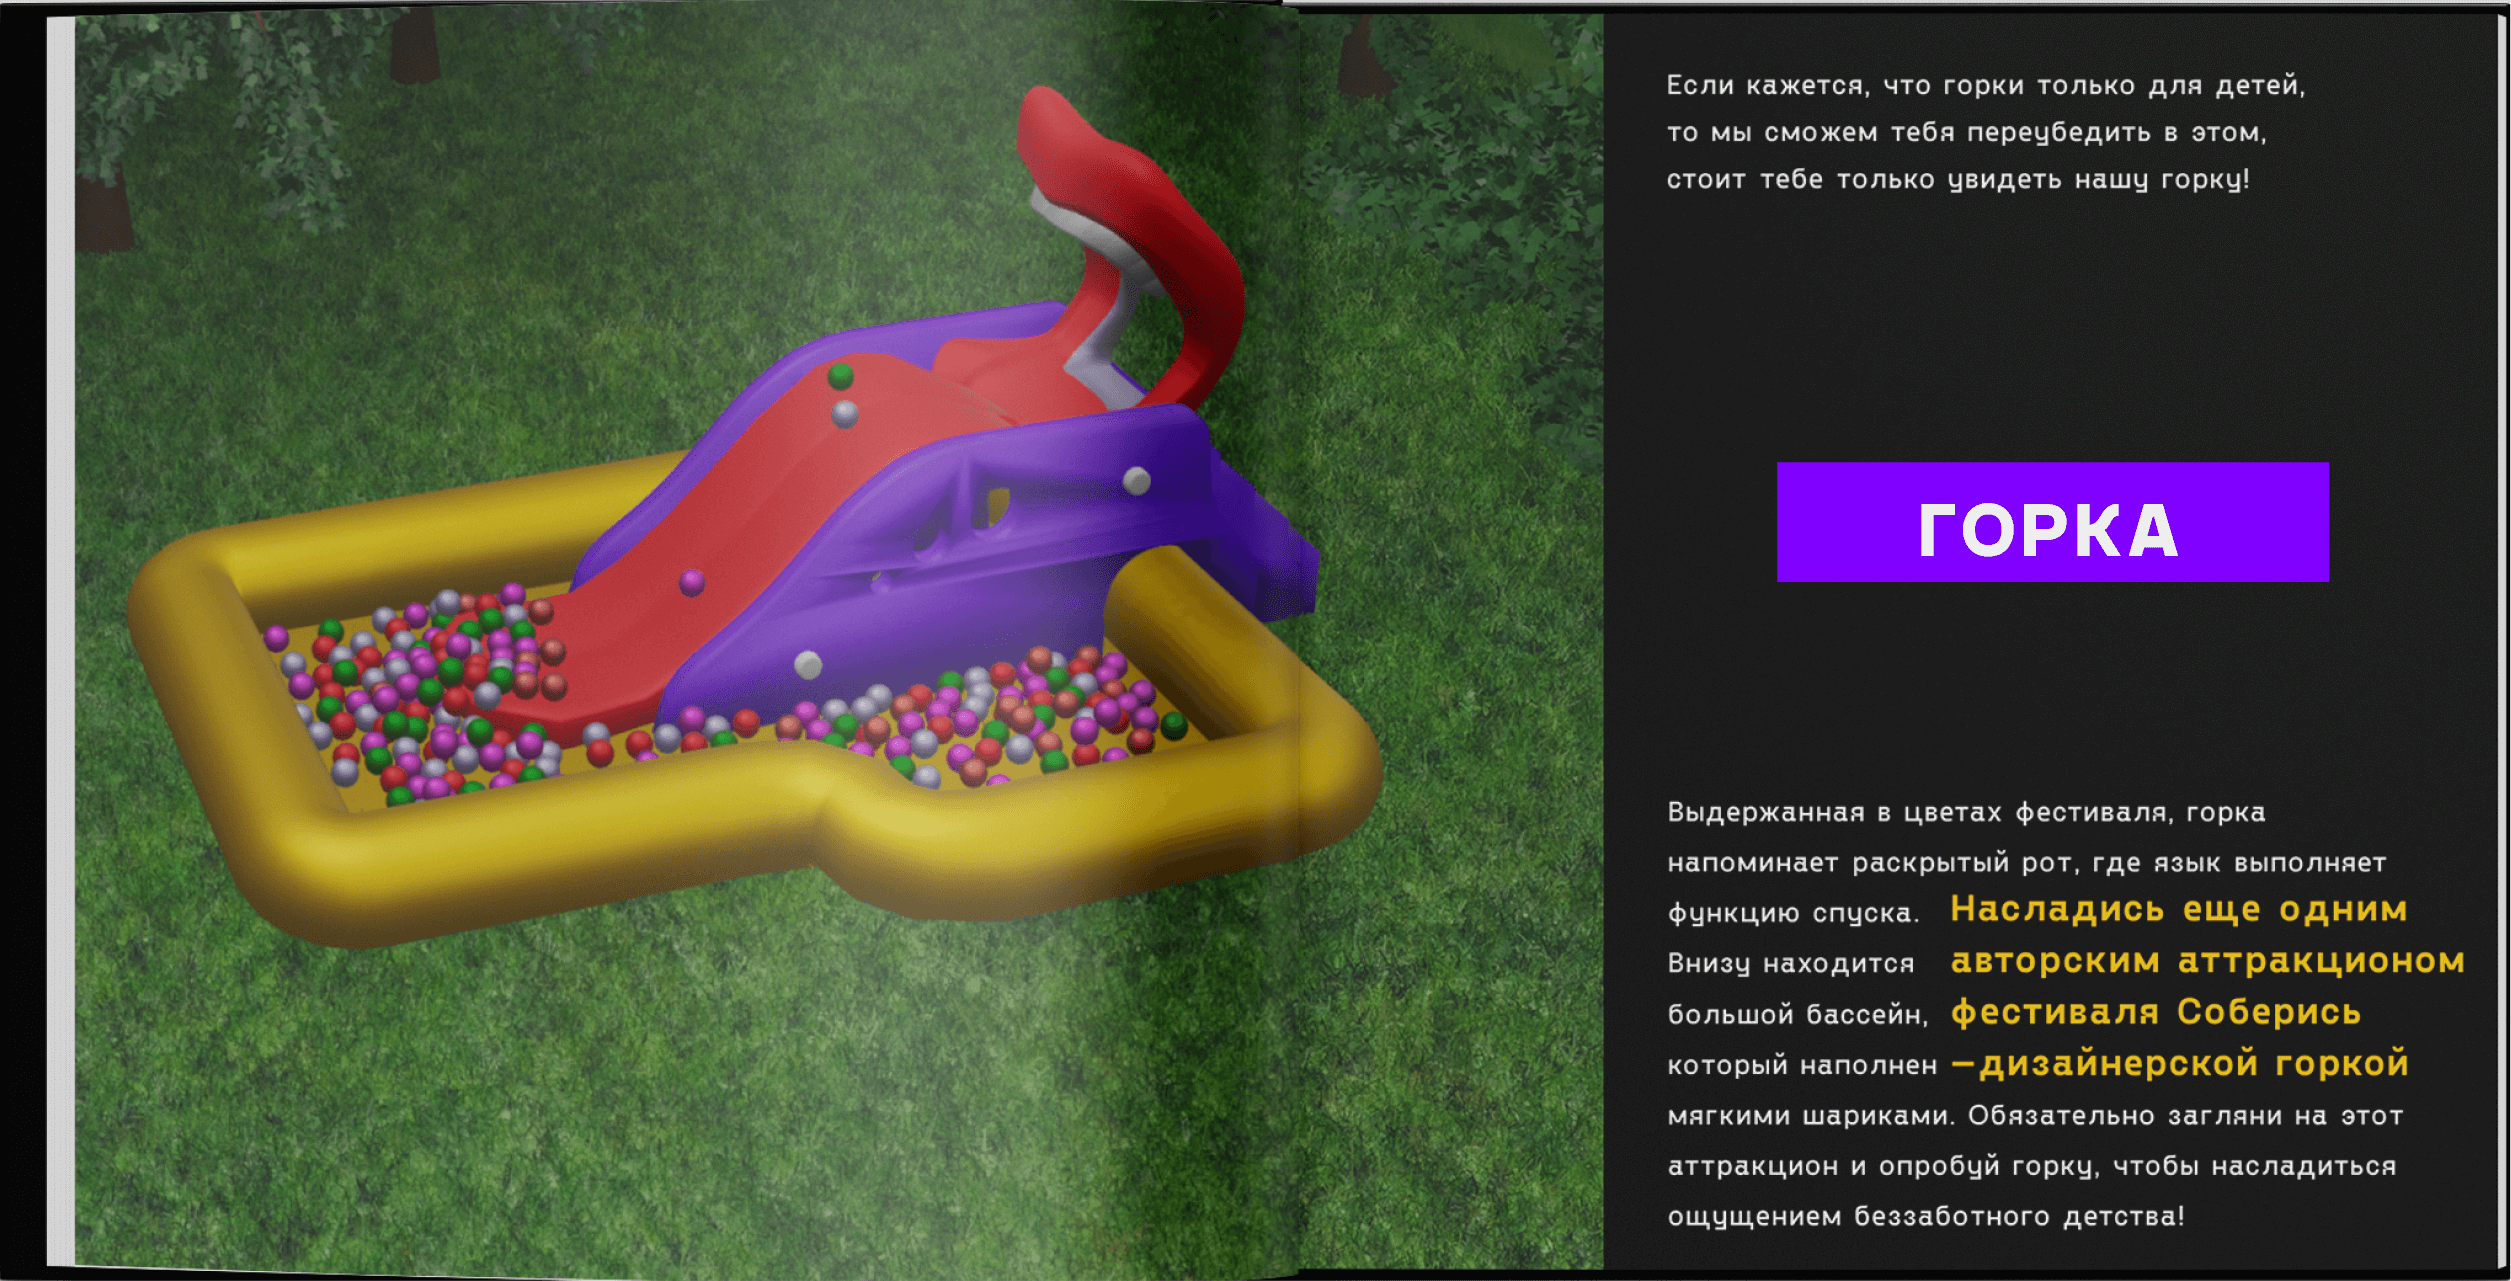 Если кажется, что горки только для детей,
то мы сможем тебя переубедить в этом,
стоит тебе только увидеть нашу горку!
ГОРКА
Выдержанная в цветах фестиваля, горка
напоминает раскрытый рот, где язык выполняет
функцию спуска.
Внизу находится
большой бассейн,
который наполнен
мягкими шариками. Обязательно загляни на этот
аттракцион и опробуй горку, чтобы насладиться
ощущением беззаботного детства!
Насладись еще одним
авторским аттракционом
фестиваля Соберись
—дизайнерской горкой